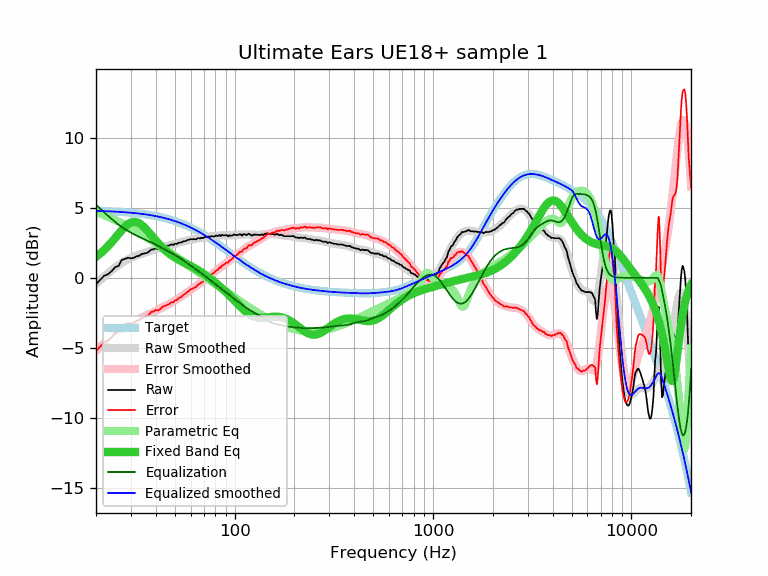 Ultimate Ears UE18+ sample 1
Amplitude (dBr)
10
5
0
−5
−10
−15
Target
Raw Smoothed
Error Smoothed
Raw
Error
Parametric Eq
Fixed Band Eq
Equalization
Equalized smoothed
100 1000 10000
Frequency (Hz)